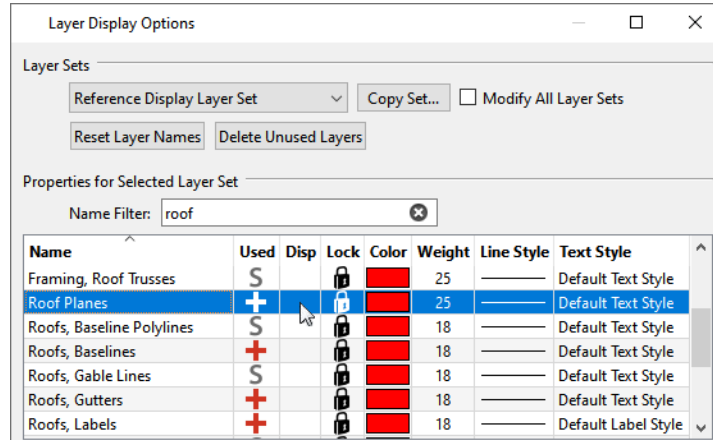 Layer Display Options
Layer Sets
Reference Display Layer Set Copy Set... Modify All Layer Sets
Reset Layer Names Delete Unused Layers
Properties for Selected Layer Set
Name Filter: roof
Name Used Disp Lock Color Weight Line Style Text Style
Framing, Roof Trusses S 25 Default Text Style
Roof Planes 25 Default Text Style
Roofs, Baseline Polylines S 18 Default Text Style
Roofs, Baselines 18 Default Text Style
Roofs, Gable Lines S 18 Default Text Style
Roofs, Gutters 18 Default Text Style
Roofs, Labels 18 Default Label Style